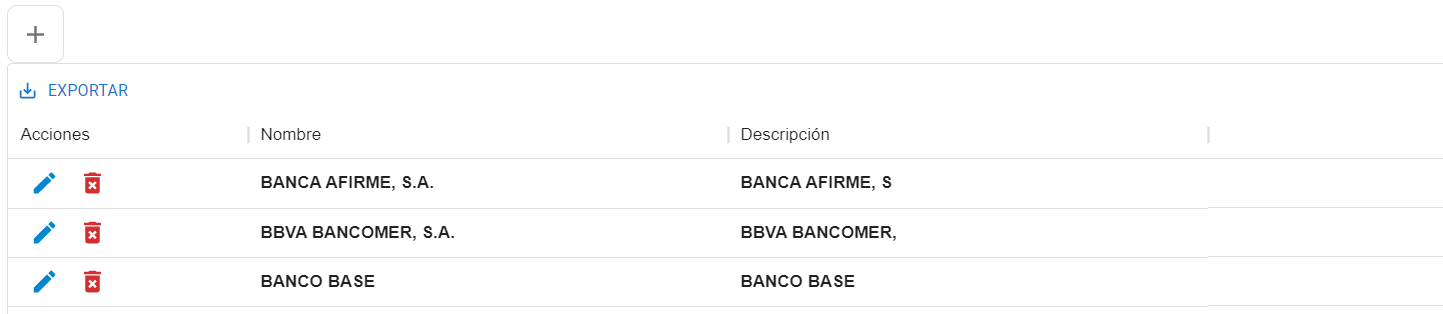 +
EXPORTAR
Acciones Nombre Descripción
BANCA AFIRME, S.A. BANCA AFIRME, S
BBVA BANCOMER, S.A. BBVA BANCOMER,
BANCO BASE BANCO BASE